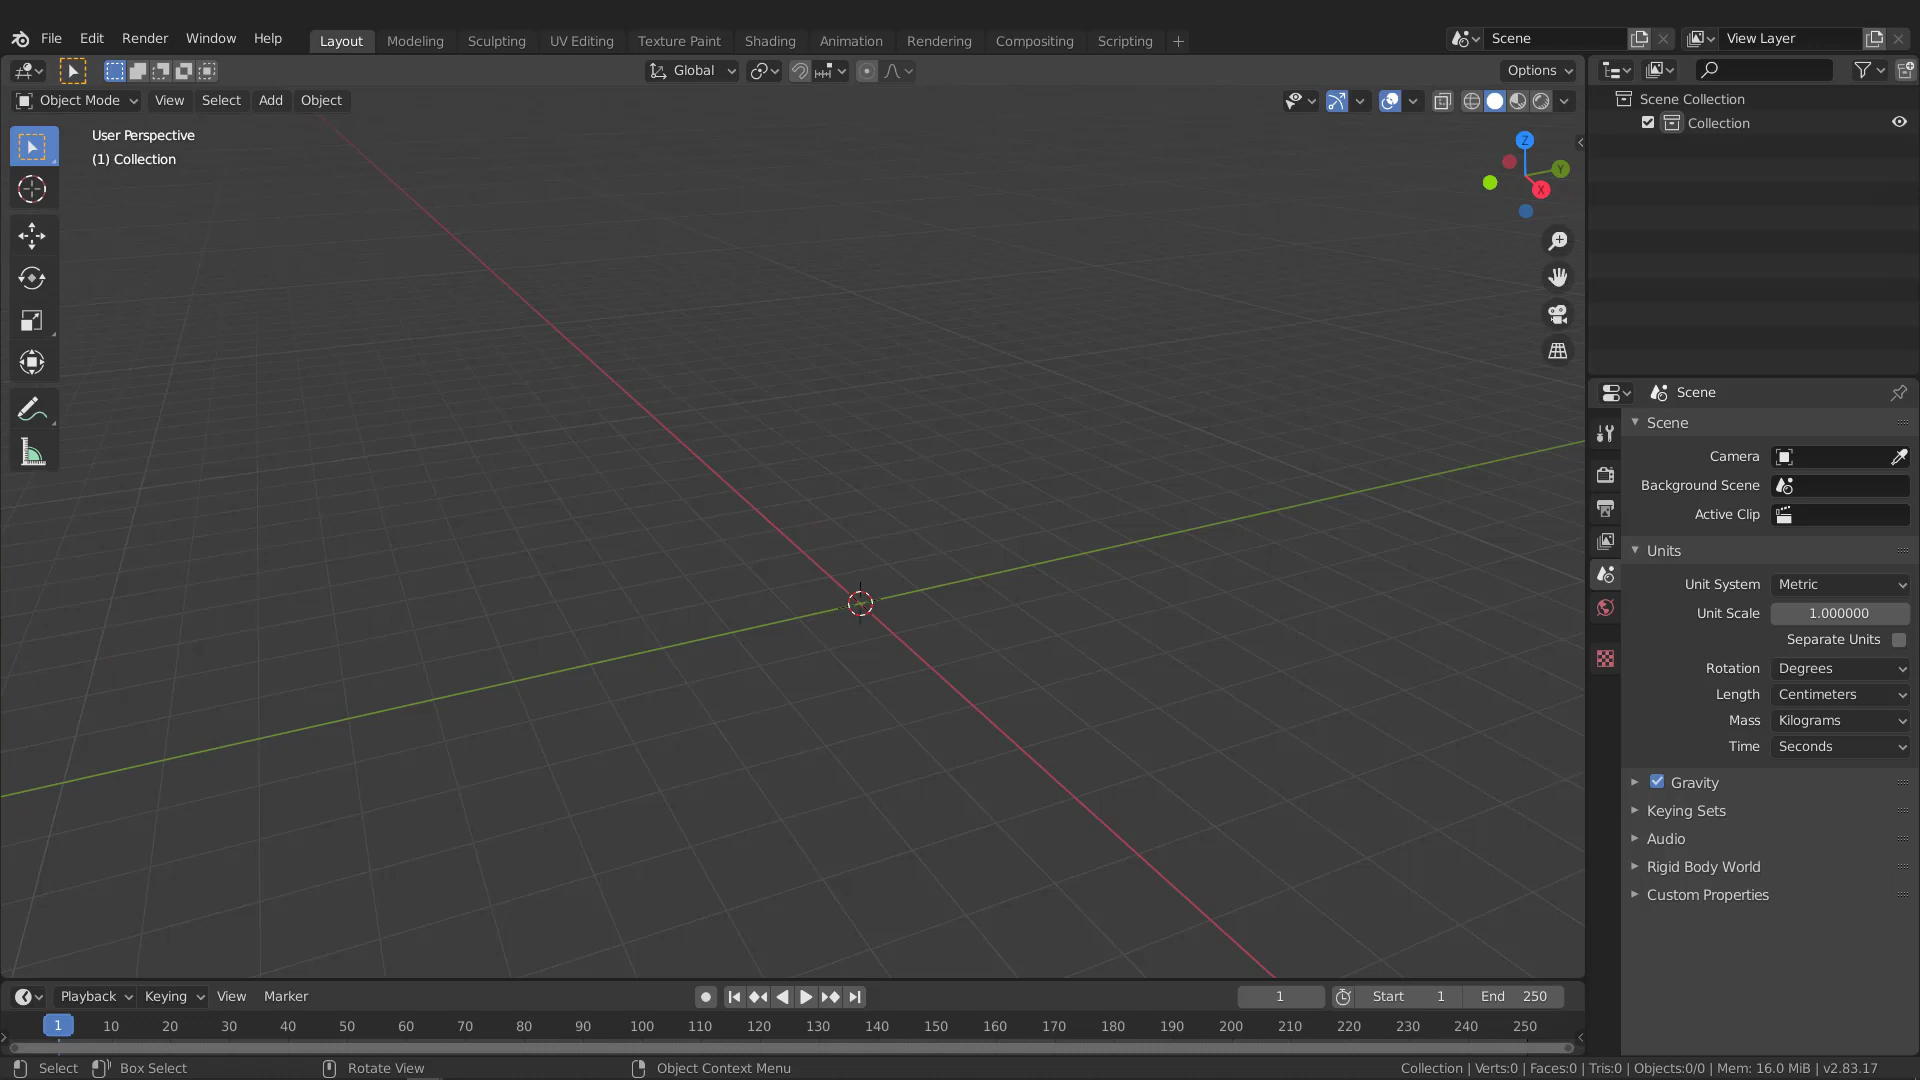 File Edit Render Window Help Layout Modeling Sculpting UV Editing Texture Paint Shading Animation Rendering Compositing Scripting + Scene View Layer
Global Options
Object Mode View Select Add Object
User Perspective
(1) Collection
Z
Y
X
Scene Collection
Collection
Scene
Scene
Camera
Background Scene
Active Clip
Units
Unit System Metric
Unit Scale 1.000000
Separate Units
Rotation Degrees
Length Centimeters
Mass Kilograms
Time Seconds
Gravity
Keying Sets
Audio
Rigid Body World
Custom Properties
Playback Keying View Marker 1 Start 1 End 250
1 10 20 30 40 50 60 70 80 90 100 110 120 130 140 150 160 170 180 190 200 210 220 230 240 250
Select Box Select Rotate View Object Context Menu Collection | Verts:0 | Faces:0 | Tris:0 | Objects:0/0 | Mem: 16.0 MiB | v2.83.17